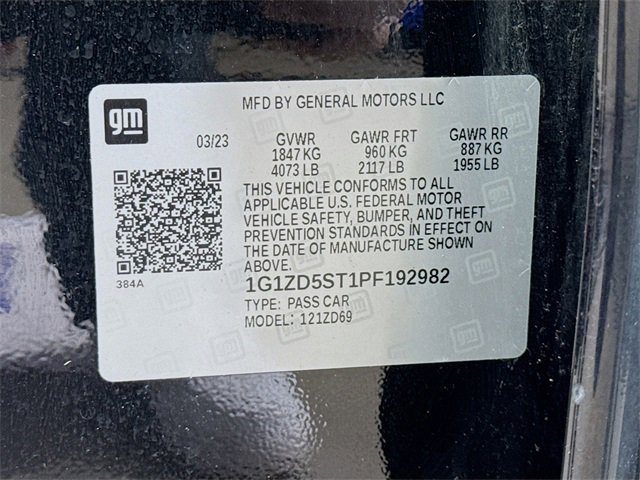 gm
MFD BY GENERAL MOTORS LLC
03/23 GVWR GAWR FRT GAWR RR
1847 KG 960 KG 887 KG
4073 LB 2117 LB 1955 LB
THIS VEHICLE CONFORMS TO ALL
APPLICABLE U.S. FEDERAL MOTOR
VEHICLE SAFETY, BUMPER, AND THEFT
PREVENTION STANDARDS IN EFFECT ON
THE DATE OF MANUFACTURE SHOWN
ABOVE.
384A
1G1ZD5ST1PF192982
TYPE: PASS CAR
MODEL: 121ZD69